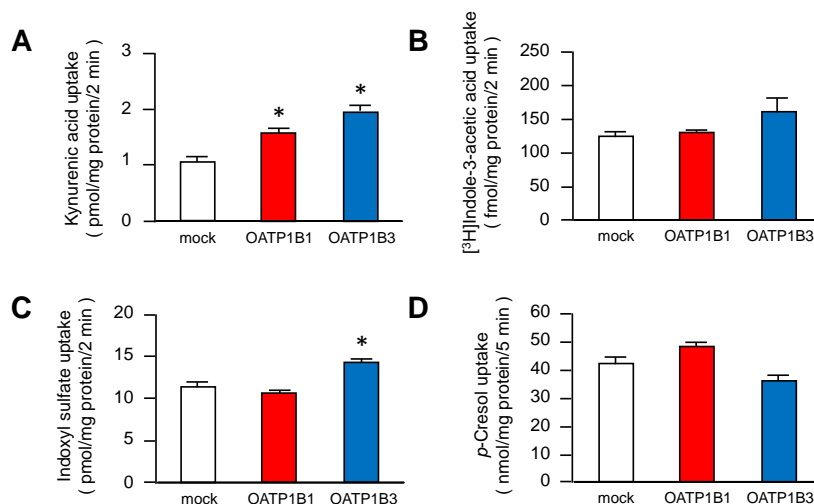 A
Kynurenic acid uptake
( pmol/mg protein/2 min )
3
2
1
0
*
*
mock
OATP1B1
OATP1B3
B
[³H]Indole-3-acetic acid uptake
( fmol/mg protein/2 min )
250
200
150
100
50
0
mock
OATP1B1
OATP1B3
C
Indoxyl sulfate uptake
( pmol/mg protein/2 min )
20
15
10
5
0
*
mock
OATP1B1
OATP1B3
D
p-Cresol uptake
( nmol/mg protein/5 min )
60
50
40
30
20
10
0
mock
OATP1B1
OATP1B3